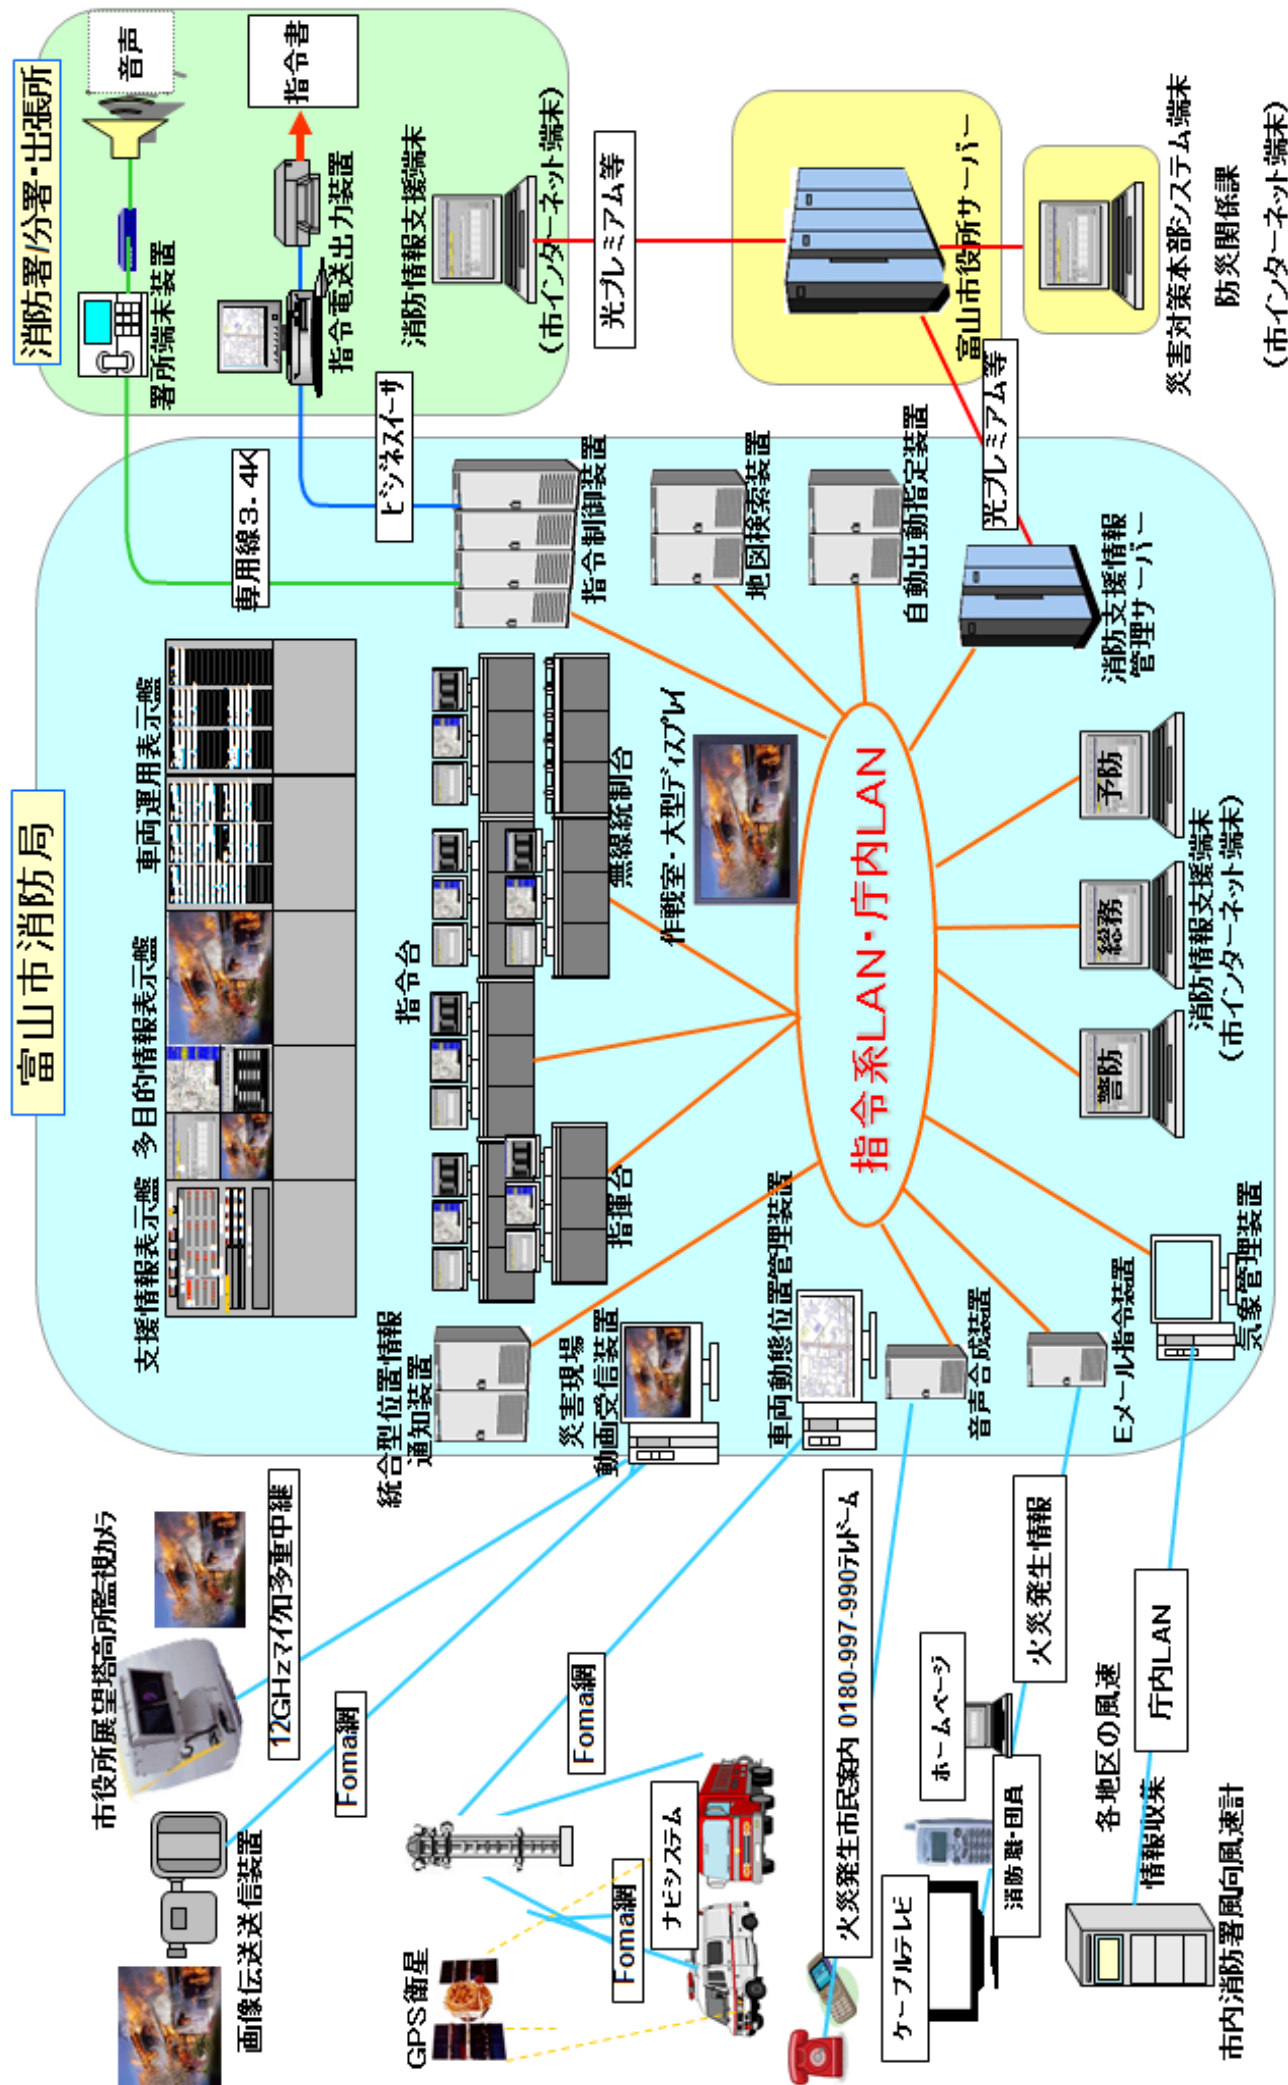 富山市消防局
消防署/分署・出張所
支援情報表示盤
多目的情報表示盤
車両運用表示盤
専用線3.4K
署所端末装置
音声
ビジネスイーサ
指令電送出力装置
指令書
消防情報支援端末
(市インターネット端末)
光プレミアム等
富山市役所サーバー
災害対策本部システム端末
防災関係課
(市インターネット端末)
光プレミアム等
指令台
指揮台
無線統制台
指令制御装置
地図検索装置
自動出動指定装置
消防支援情報
管理サーバー
作戦室・大型ディスプレイ
指令系LAN・庁内LAN
警防
総務
予防
消防情報支援端末
(市インターネット端末)
統合型位置情報
通知装置
災害現場
動画受信装置
車両動態位置管理装置
音声合成装置
Eメール指令装置
気象管理装置
市役所展望塔高所監視カメラ
12GHzマイクロ多重中継
画像伝送送信装置
Foma網
GPS衛星
Foma網
Foma網
ナビシステム
火災発生市民案内 0180-997-990テレドーム
ケーブルテレビ
ホームページ
消防職・団員
火災発生情報
各地区の風速
情報収集
庁内LAN
市内消防署風向風速計